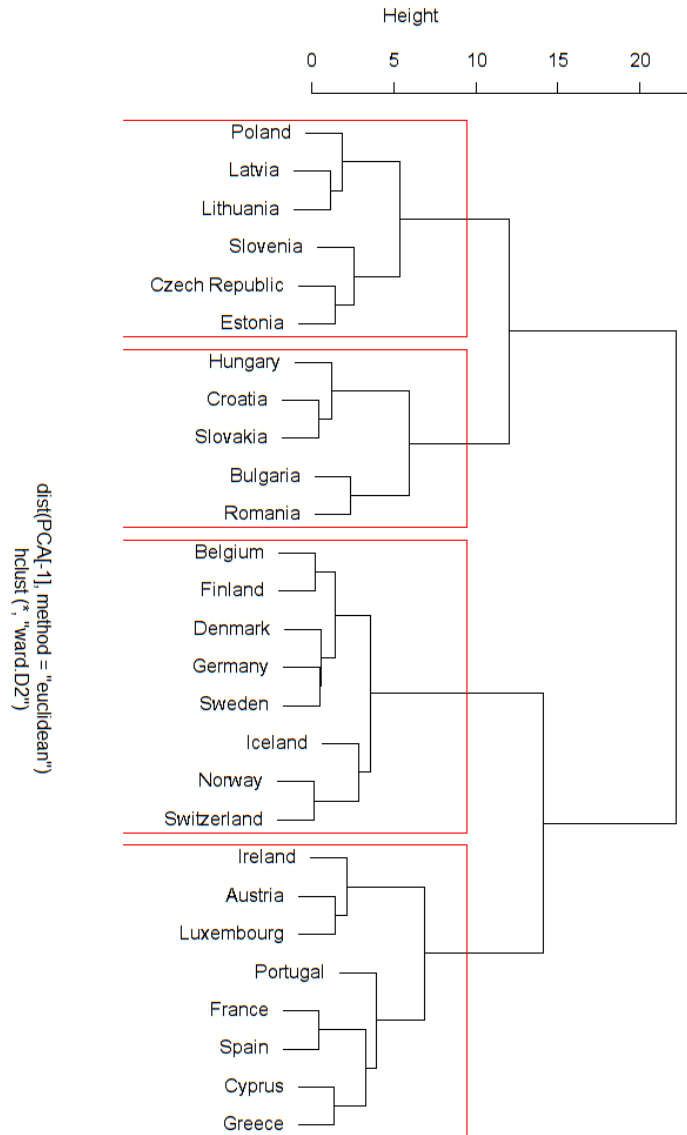 Height
0 5 10 15 20
Poland
Latvia
Lithuania
Slovenia
Czech Republic
Estonia
Hungary
Croatia
Slovakia
Bulgaria
Romania
Belgium
Finland
Denmark
Germany
Sweden
Iceland
Norway
Switzerland
Ireland
Austria
Luxembourg
Portugal
France
Spain
Cyprus
Greece
dist(PCA[-1], method = "euclidean")
hclust (*, "ward.D2")